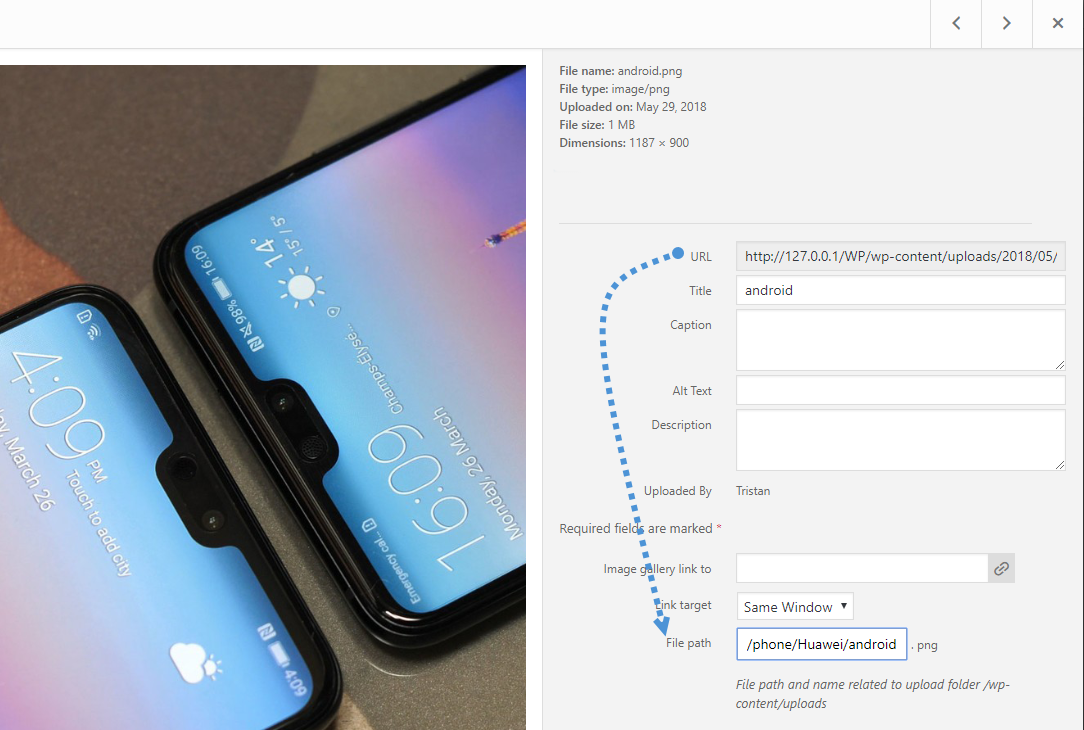 File name: android.png
File type: image/png
Uploaded on: May 29, 2018
File size: 1 MB
Dimensions: 1187 × 900
URL http://127.0.0.1/WP/wp-content/uploads/2018/05/
Title android
Caption
Alt Text
Description
Uploaded By Tristan
Required fields are marked *
Image gallery link to
Link target Same Window
File path /phone/Huawei/android . png
File path and name related to upload folder /wp-
content/uploads
16:09
98%
14°
15° / 5°
Champs-Elysé...
16:09
Monday, 26 March
Emergency cal...
4:09 PM
ay, March 26
Touch to add city
4:09